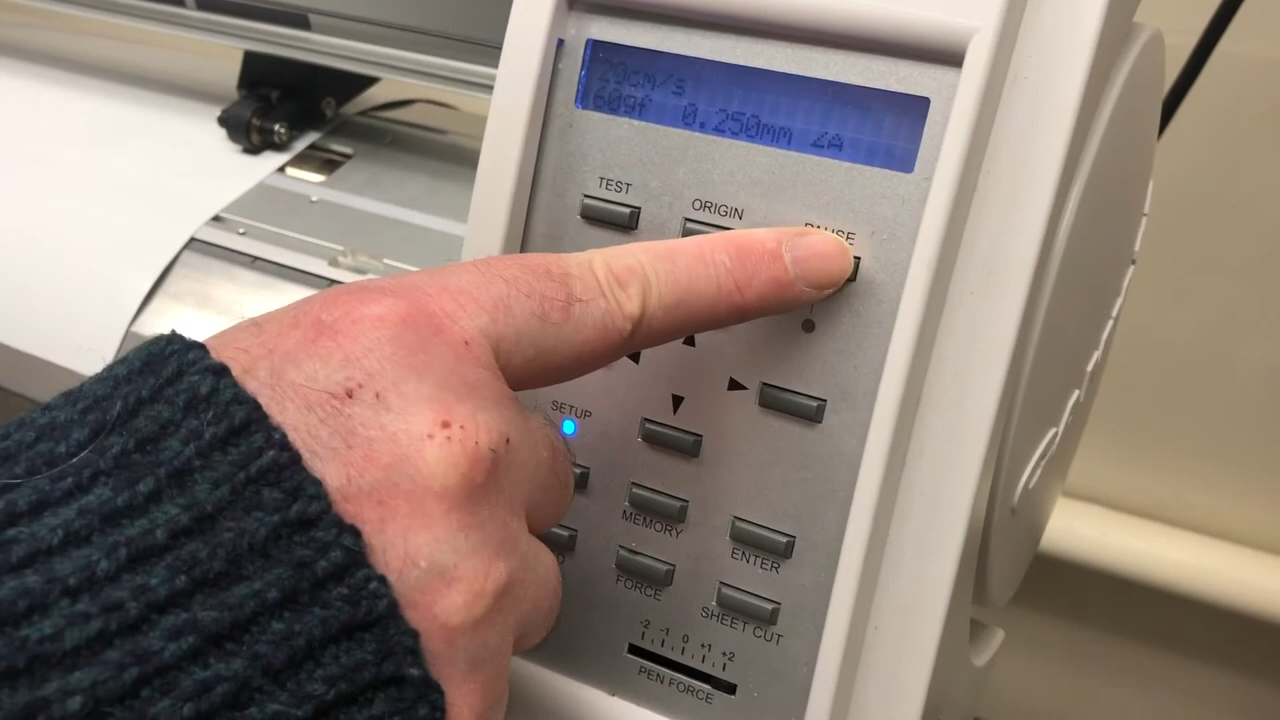 20cm/s
60gf 0.250mm ZA
TEST
ORIGIN
PAUSE
SETUP
MEMORY
ENTER
FORCE
SHEET CUT
-2 -1 0 +1 +2
PEN FORCE